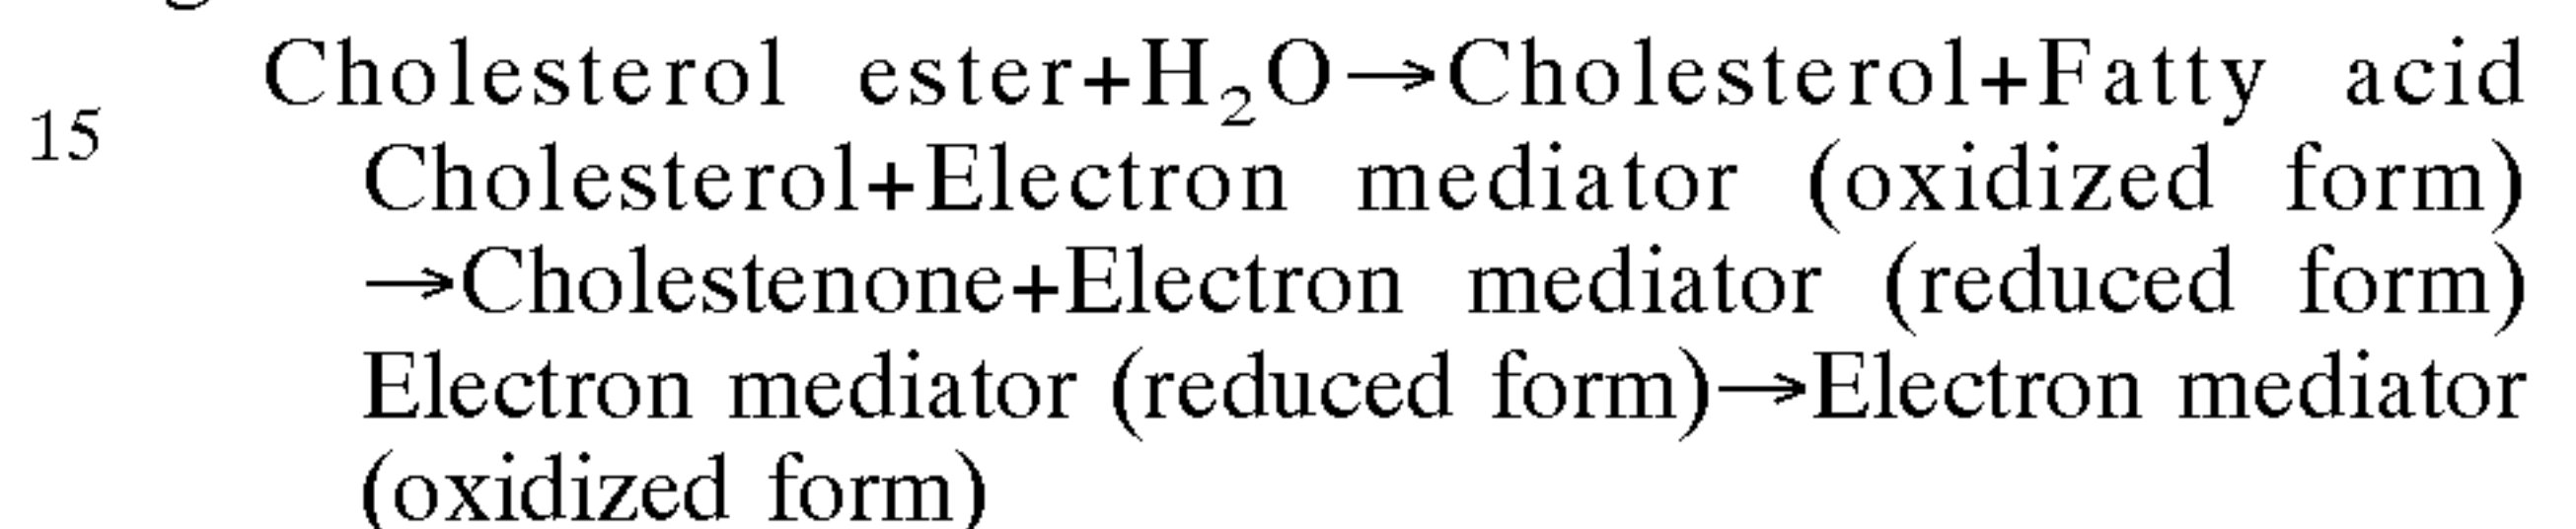 Cholesterol ester+H₂O→Cholesterol+Fatty acid
15
Cholesterol+Electron mediator (oxidized form)
→Cholestenone+Electron mediator (reduced form)
Electron mediator (reduced form)→Electron mediator
(oxidized form)